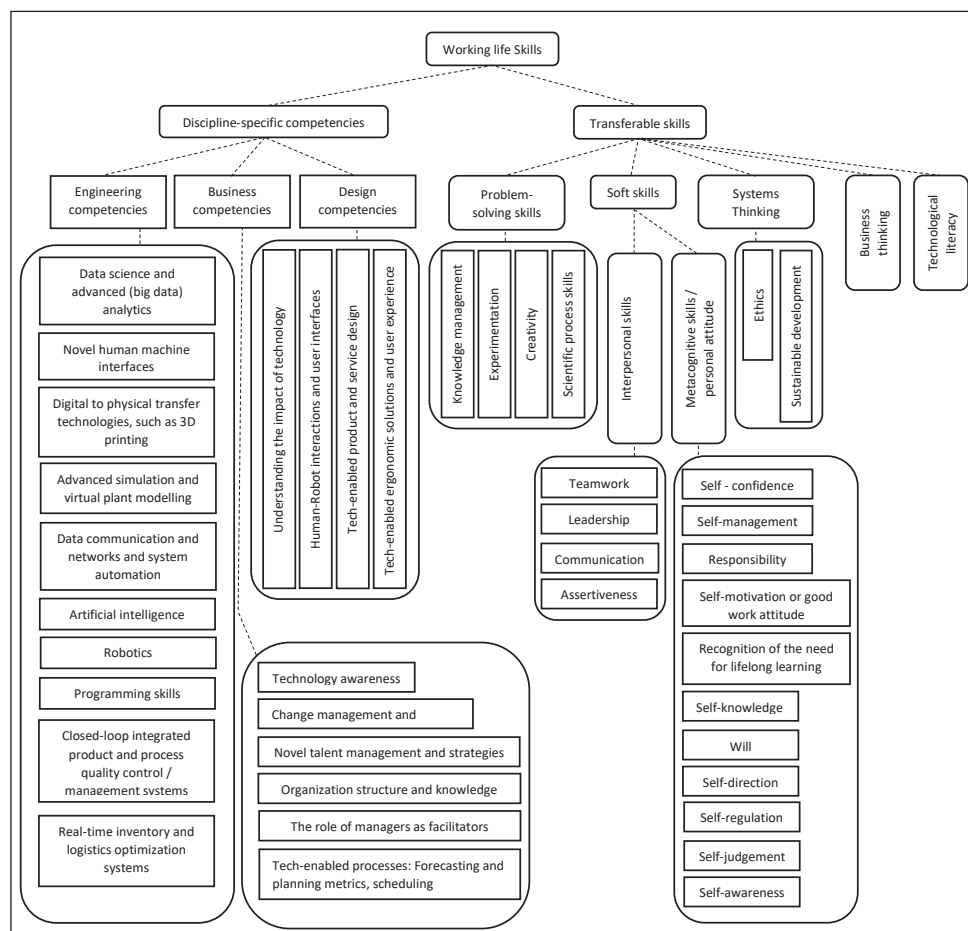 Working life Skills
Discipline-specific competencies
Transferable skills
Engineering
competencies
Business
competencies
Design
competencies
Problem-
solving skills
Soft skills
Systems
Thinking
Business
thinking
Technological
literacy
Data science and
advanced (big data)
analytics
Novel human machine
interfaces
Digital to physical transfer
technologies, such as 3D
printing
Advanced simulation and
virtual plant modelling
Data communication and
networks and system
automation
Artificial intelligence
Robotics
Programming skills
Closed-loop integrated
product and process
quality control /
management systems
Real-time inventory and
logistics optimization
systems
Understanding the impact of technology
Human-Robot interactions and user interfaces
Tech-enabled product and service design
Tech-enabled ergonomic solutions and user experience
Technology awareness
Change management and
Novel talent management and strategies
Organization structure and knowledge
The role of managers as facilitators
Tech-enabled processes: Forecasting and
planning metrics, scheduling
Knowledge management
Experimentation
Creativity
Scientific process skills
Interpersonal skills
Metacognitive skills /
personal attitude
Ethics
Sustainable development
Teamwork
Leadership
Communication
Assertiveness
Self - confidence
Self-management
Responsibility
Self-motivation or good
work attitude
Recognition of the need
for lifelong learning
Self-knowledge
Will
Self-direction
Self-regulation
Self-judgement
Self-awareness